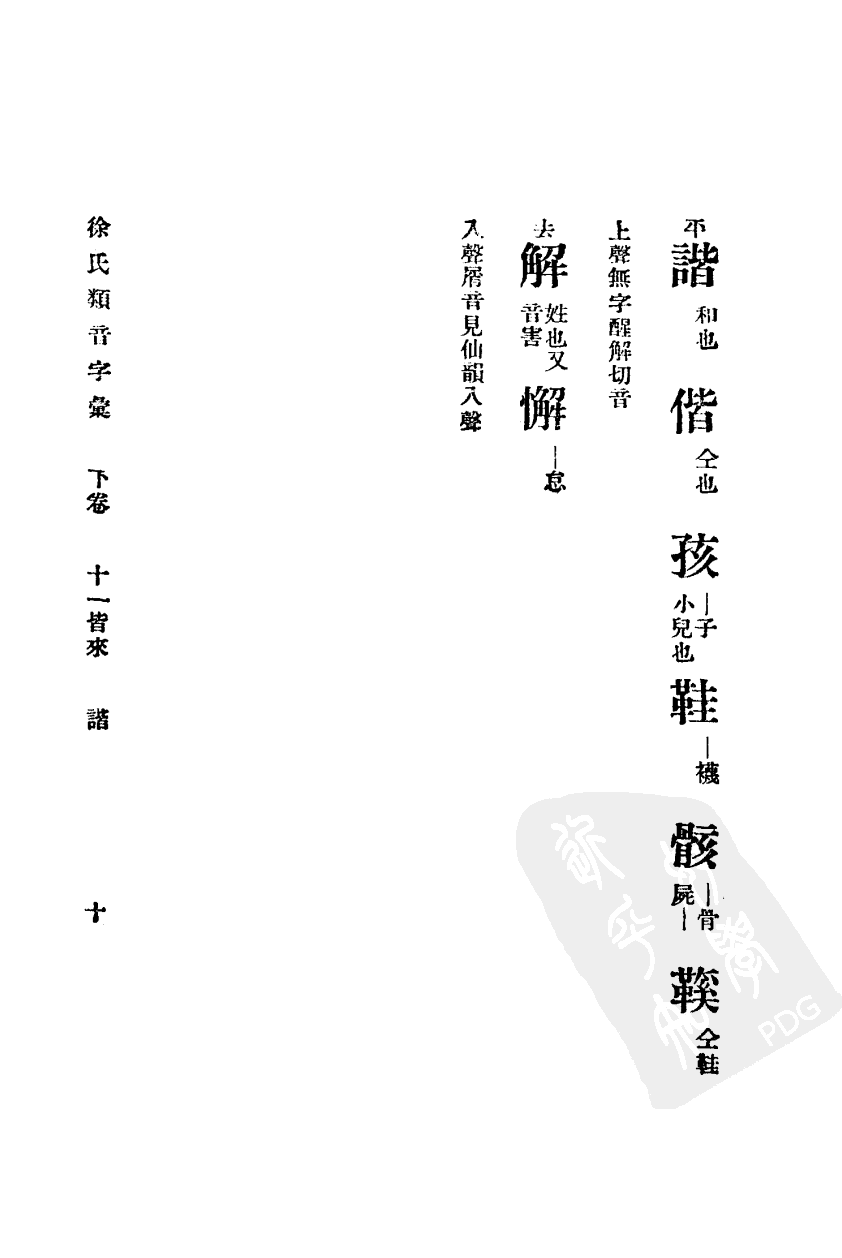 平 諧 和也 偕 仝也 孩 ｜子小兒也 鞋 ｜襪 骸 ｜骨屍｜ 鞵 仝鞋
上聲無字醒解切音
去 解 姓也又音害 懈 ｜怠
入聲屑音見仙韻入聲
徐氏類音字彙 下卷 十一皆來 諧 十
PDG